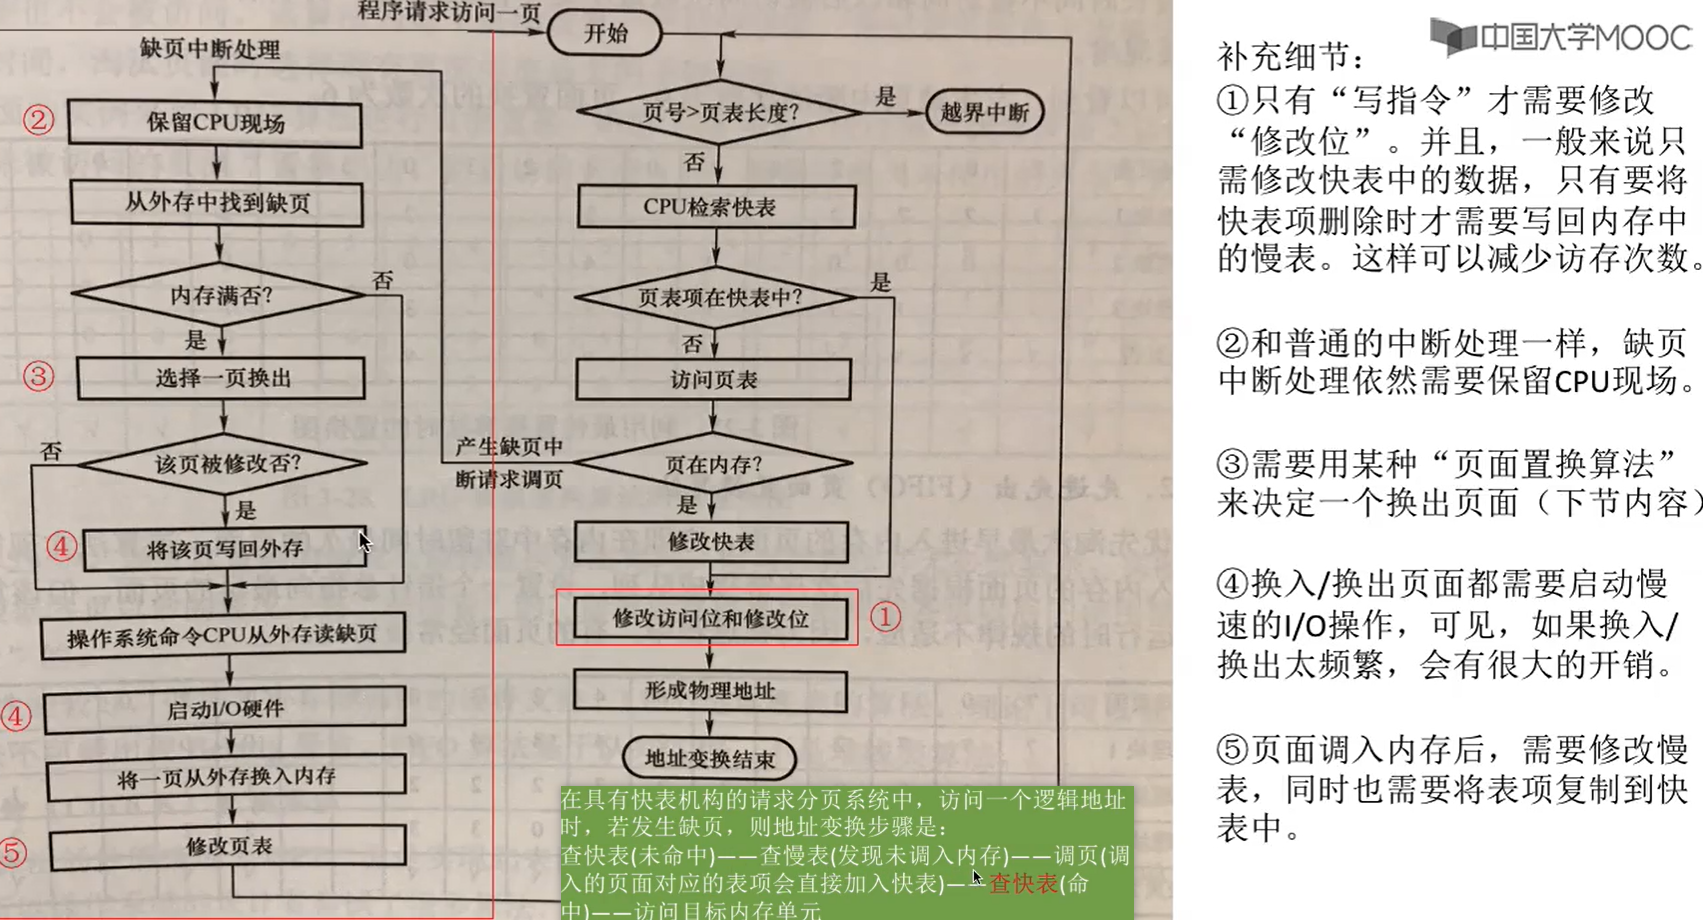 程序请求访问一页
开始
缺页中断处理
②
保留CPU现场
从外存中找到缺页
内存满否?
否
是
③
选择一页换出
否
该页被修改否?
是
④
将该页写回外存
操作系统命令CPU从外存读缺页
④
启动I/O硬件
将一页从外存换入内存
⑤
修改页表
页号>页表长度?
是
越界中断
否
CPU检索快表
页表项在快表中?
是
否
访问页表
产生缺页中
断请求调页
页在内存?
是
修改快表
修改访问位和修改位
①
形成物理地址
地址变换结束
在具有快表机构的请求分页系统中，访问一个逻辑地址
时，若发生缺页，则地址变换步骤是：
查快表(未命中)——查慢表(发现未调入内存)——调页(调
入的页面对应的表项会直接加入快表)——查快表(命
中)——访问目标内存单元
中国大学MOOC
补充细节：
①只有“写指令”才需要修改
“修改位”。并且，一般来说只
需修改快表中的数据，只有要将
快表项删除时才需要写回内存中
的慢表。这样可以减少访存次数。
②和普通的中断处理一样，缺页
中断处理依然需要保留CPU现场。
③需要用某种“页面置换算法”
来决定一个换出页面（下节内容）
④换入/换出页面都需要启动慢
速的I/O操作，可见，如果换入/
换出太频繁，会有很大的开销。
⑤页面调入内存后，需要修改慢
表，同时也需要将表项复制到快
表中。